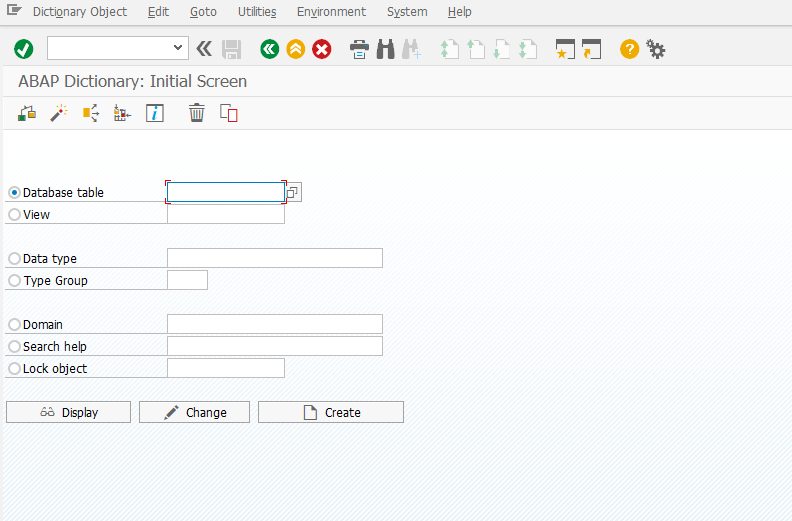 Dictionary Object Edit Goto Utilities Environment System Help
ABAP Dictionary: Initial Screen
Database table
View
Data type
Type Group
Domain
Search help
Lock object
Display Change Create